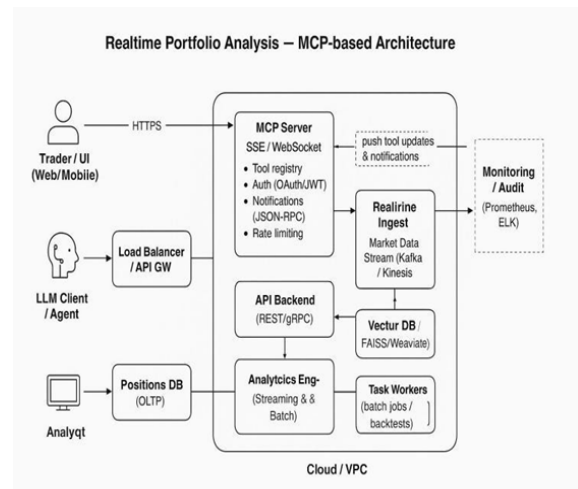 Realtime Portfolio Analysis — MCP-based Architecture
Trader / UI
(Web/Mobiie)
HTTPS
MCP Server
SSE / WebSocket
• Tool registry
• Auth (OAuth/JWT)
• Notifications
(JSON-RPC)
• Rate limiting
push tool updates
& notifications
Monitoring
/ Audit
(Prometheus,
ELK)
Realirine
Ingest
Market Data
Stream (Kafka
/ Kinesis
LLM Client
/ Agent
Load Balancer
/ API GW
API Backend
(REST/gRPC)
Vectur DB /
FAISS/Weaviate)
Analyqt
Positions DB
(OLTP)
Analytcics Eng-
(Streaming & &
Batch)
Task Workers
(batch jobs /
backtests)
Cloud / VPC